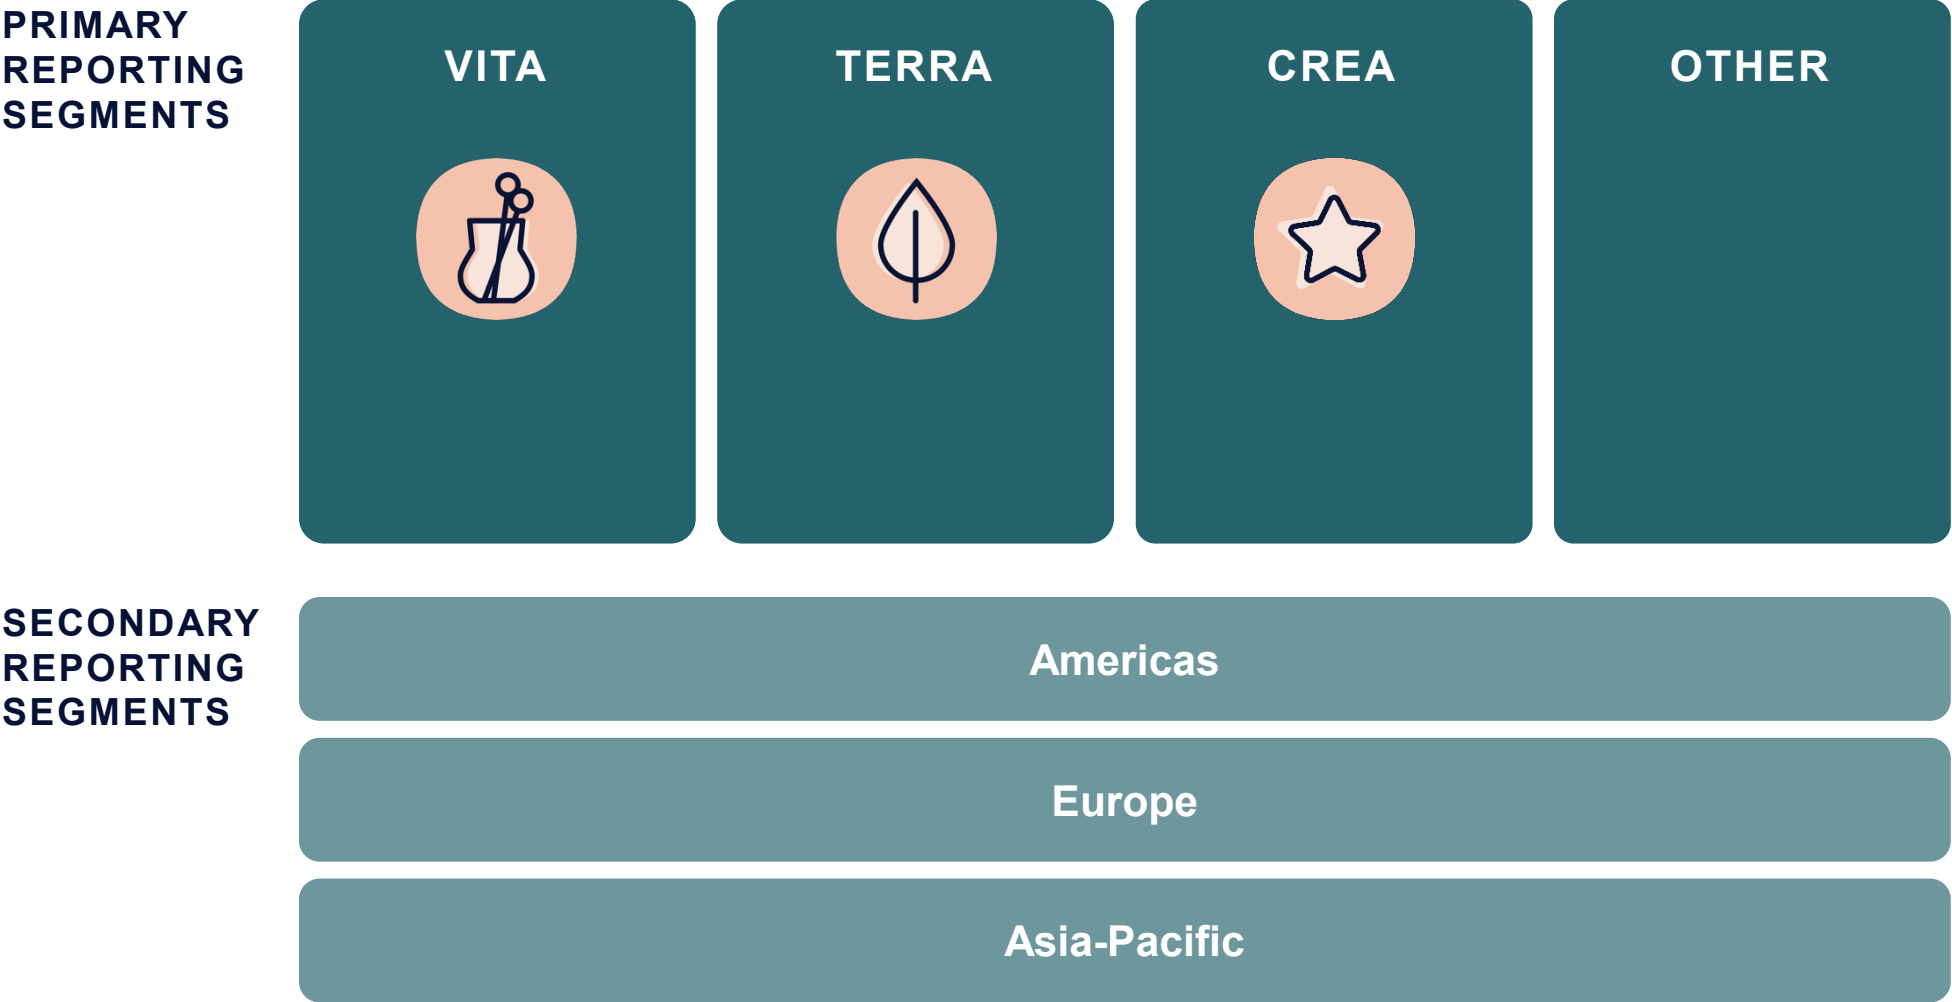 PRIMARY
REPORTING
SEGMENTS
VITA
TERRA
CREA
OTHER
SECONDARY
REPORTING
SEGMENTS
Americas
Europe
Asia-Pacific